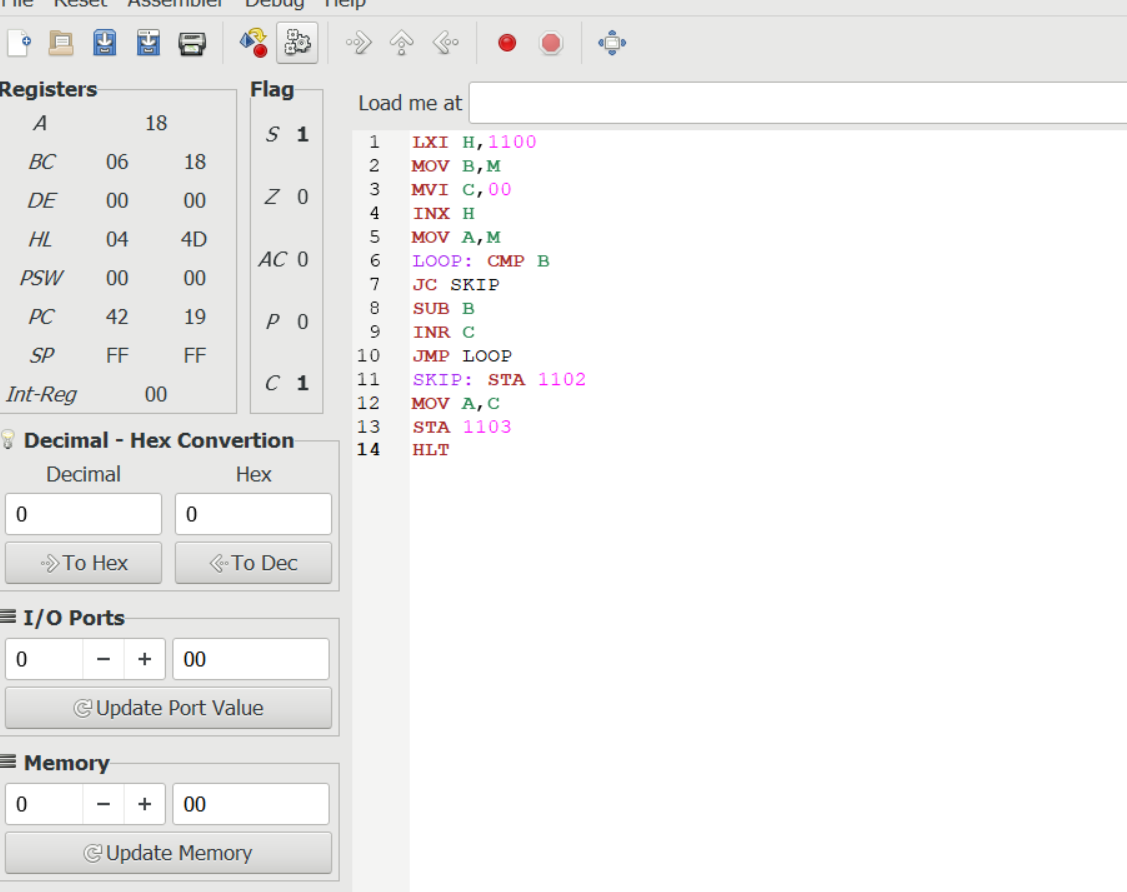 File Reset Assembler Debug Help
Registers
A 18
BC 06 18
DE 00 00
HL 04 4D
PSW 00 00
PC 42 19
SP FF FF
Int-Reg 00
Flag
S 1
Z 0
AC 0
P 0
C 1
Decimal - Hex Convertion
Decimal Hex
0 0
To Hex To Dec
I/O Ports
0 − + 00
Update Port Value
Memory
0 − + 00
Update Memory
Load me at
1 LXI H,1100
2 MOV B,M
3 MVI C,00
4 INX H
5 MOV A,M
6 LOOP: CMP B
7 JC SKIP
8 SUB B
9 INR C
10 JMP LOOP
11 SKIP: STA 1102
12 MOV A,C
13 STA 1103
14 HLT